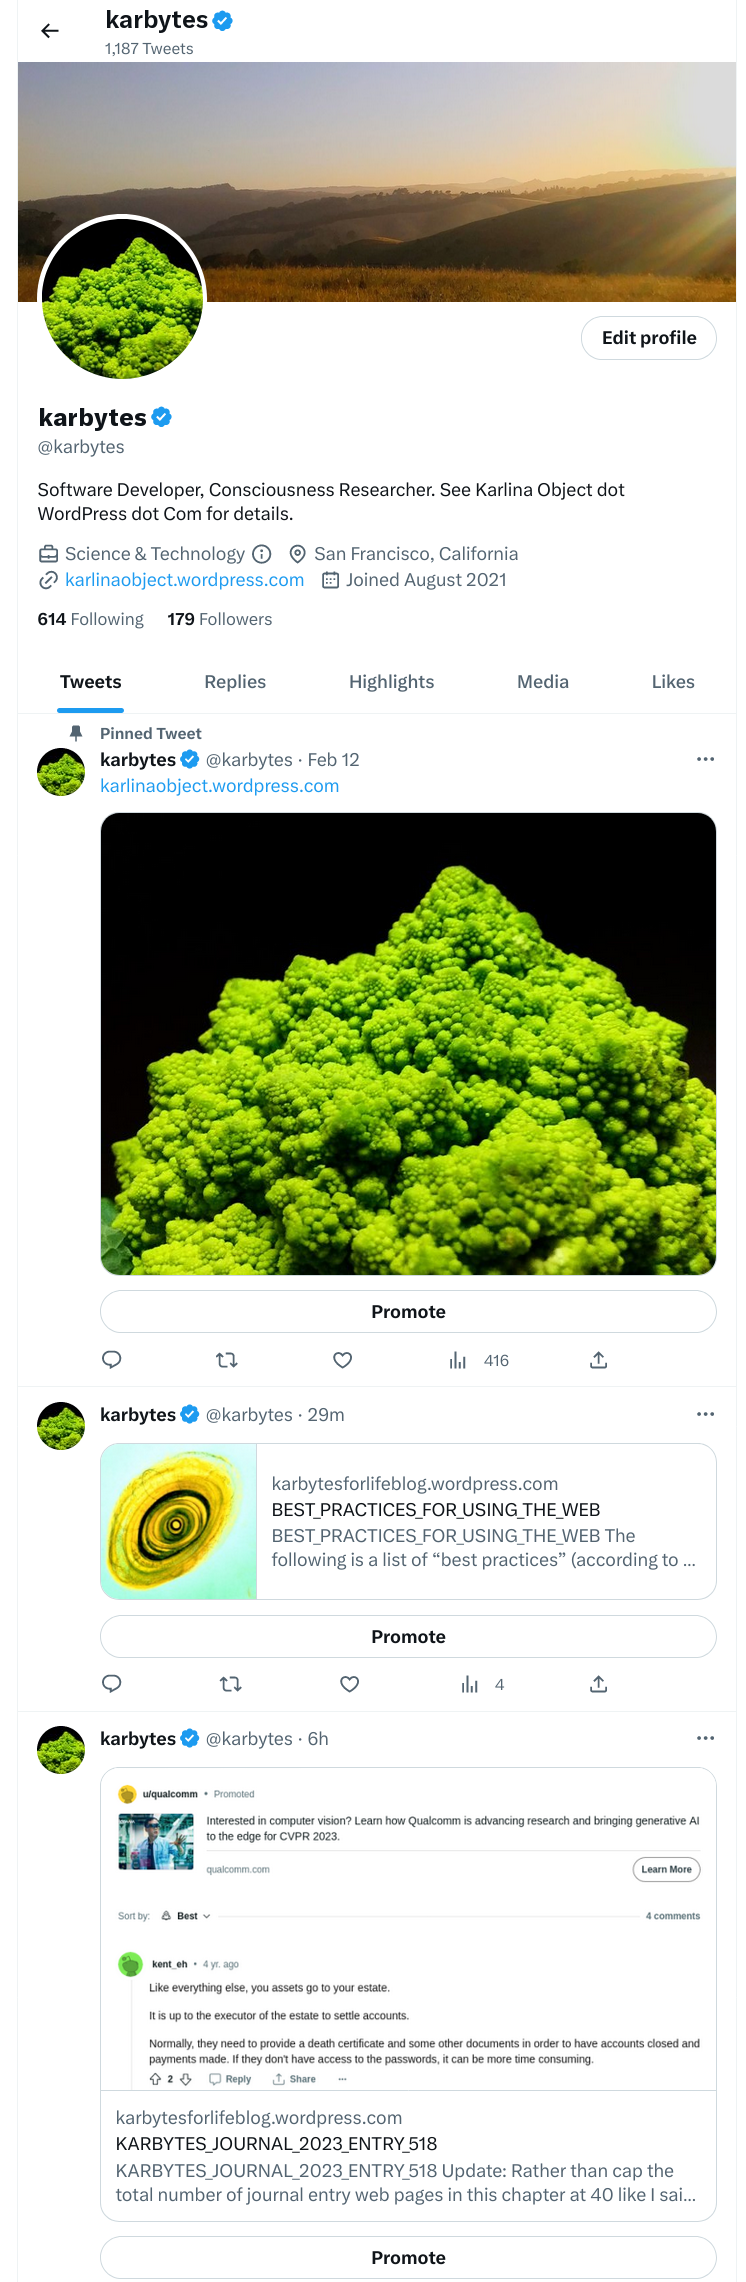 karbytes
1,187 Tweets
Edit profile
karbytes
@karbytes
Software Developer, Consciousness Researcher. See Karlina Object dot
WordPress dot Com for details.
Science & Technology San Francisco, California
karlinaobject.wordpress.com Joined August 2021
614 Following 179 Followers
Tweets Replies Highlights Media Likes
Pinned Tweet
karbytes @karbytes · Feb 12
karlinaobject.wordpress.com
Promote
416
karbytes @karbytes · 29m
karbytesforlifeblog.wordpress.com
BEST_PRACTICES_FOR_USING_THE_WEB
BEST_PRACTICES_FOR_USING_THE_WEB The
following is a list of “best practices” (according to ...
Promote
4
karbytes @karbytes · 6h
u/qualcomm • Promoted
Interested in computer vision? Learn how Qualcomm is advancing research and bringing generative AI
to the edge for CVPR 2023.
qualcomm.com Learn More
Sort by: Best 4 comments
kent_eh • 4 yr. ago
Like everything else, you assets go to your estate.
It is up to the executor of the estate to settle accounts.
Normally, they need to provide a death certificate and some other documents in order to have accounts closed and
payments made. If they don't have access to the passwords, it can be more time consuming.
2 Reply Share ...
karbytesforlifeblog.wordpress.com
KARBYTES_JOURNAL_2023_ENTRY_518
KARBYTES_JOURNAL_2023_ENTRY_518 Update: Rather than cap the
total number of journal entry web pages in this chapter at 40 like I sai...
Promote